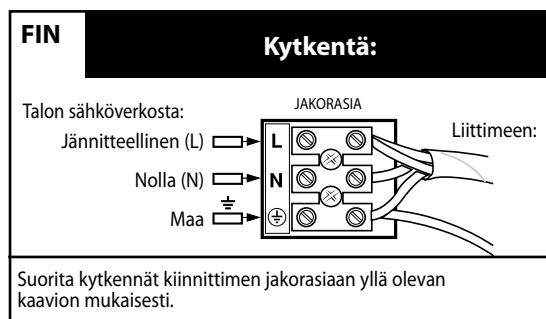 FIN
Kytkentä:
Talon sähköverkosta:
JAKORASIA
Liittimeen:
Jännitteellinen (L)
L
Nolla (N)
N
Maa
Suorita kytkennät kiinnittimen jakorasiaan yllä olevan
kaavion mukaisesti.